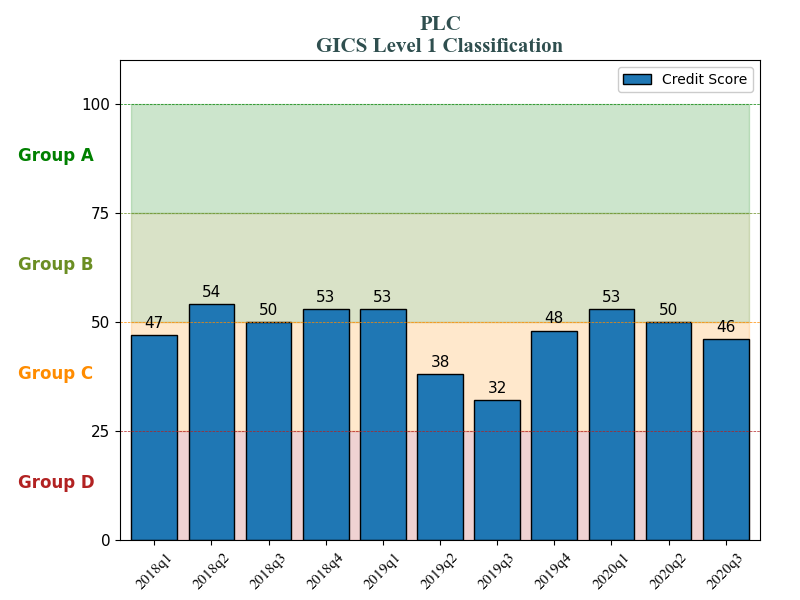 PLC
GICS Level 1 Classification
Credit Score
100
Group A
75
Group B
54
53
53
53
50
50
50
47
48
46
38
Group C
32
25
Group D
0
2018q1
2018q2
2018q3
2018q4
2019q1
2019q2
2019q3
2019q4
2020q1
2020q2
2020q3